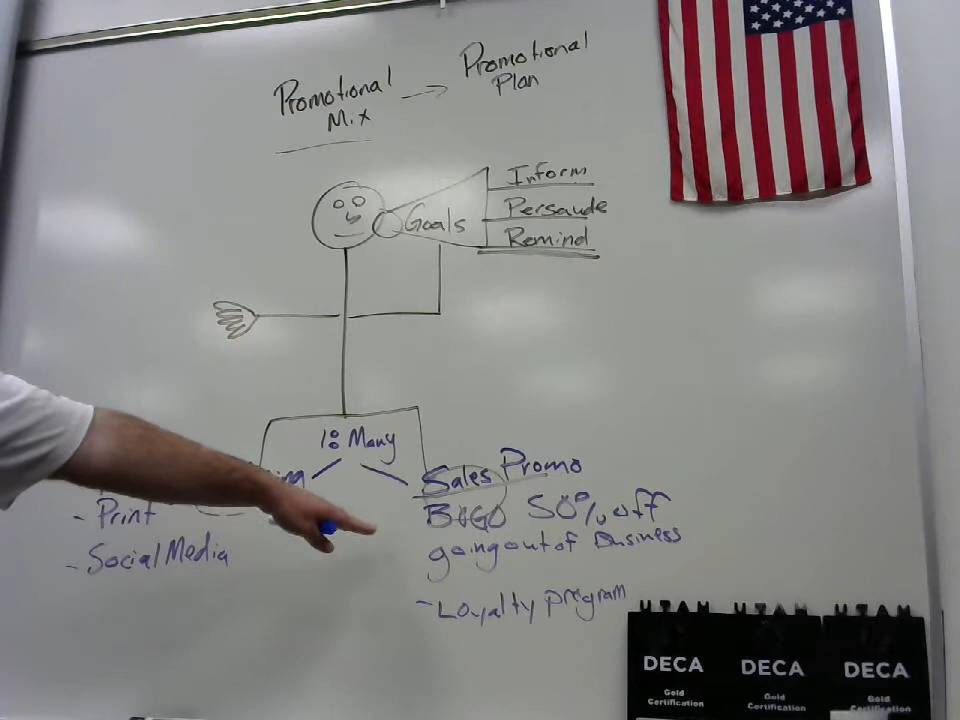 Promotional
Mix
Promotional
Plan
Goals
Inform
Persaude
Remind
1:Many
- Print
- Social Media
Sales Promo
BOGO 50% off
going out of Business
- Loyalty program
UTAH UTAH UTAH
DECA DECA DECA
Gold Gold Gold
Certification Certification Certification